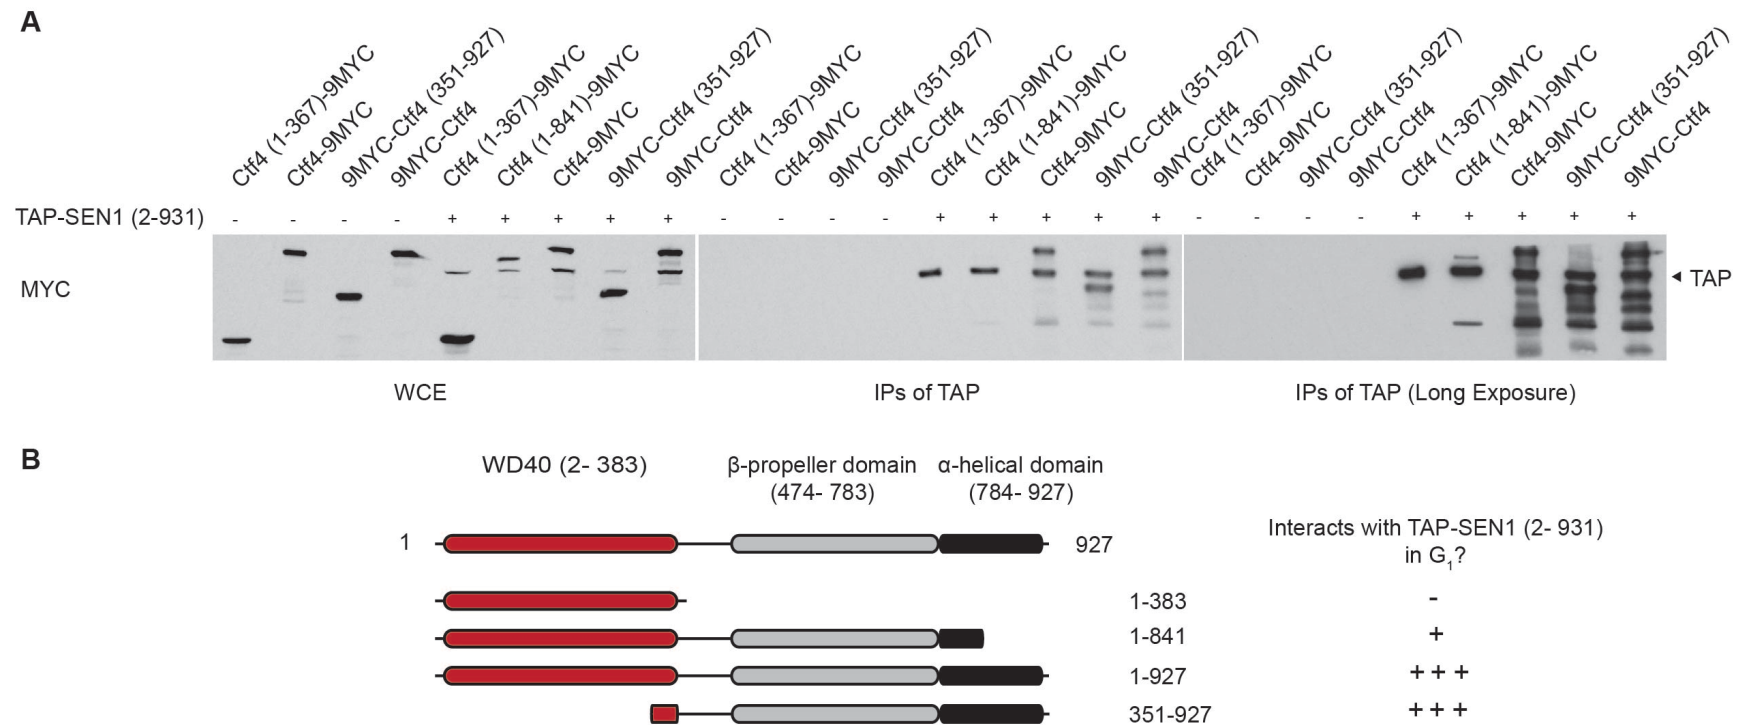 A
Ctf4 (1-367)-9MYC
Ctf4-9MYC
9MYC-Ctf4 (351-927)
9MYC-Ctf4
Ctf4 (1-367)-9MYC
Ctf4 (1-841)-9MYC
Ctf4-9MYC
9MYC-Ctf4 (351-927)
9MYC-Ctf4
Ctf4 (1-367)-9MYC
Ctf4-9MYC
9MYC-Ctf4 (351-927)
9MYC-Ctf4
Ctf4 (1-367)-9MYC
Ctf4 (1-841)-9MYC
Ctf4-9MYC
9MYC-Ctf4 (351-927)
9MYC-Ctf4
Ctf4 (1-367)-9MYC
Ctf4-9MYC
9MYC-Ctf4 (351-927)
9MYC-Ctf4
Ctf4 (1-367)-9MYC
Ctf4 (1-841)-9MYC
Ctf4-9MYC
9MYC-Ctf4 (351-927)
9MYC-Ctf4
TAP-SEN1 (2-931) - - - - + + + + + - - - - + + + + + - - - - + + + + +
MYC
◄ TAP
WCE
IPs of TAP
IPs of TAP (Long Exposure)
B
WD40 (2- 383)
β-propeller domain
(474- 783)
α-helical domain
(784- 927)
Interacts with TAP-SEN1 (2- 931)
in G₁?
1
927
1-383 -
1-841 +
1-927 + + +
351-927 + + +